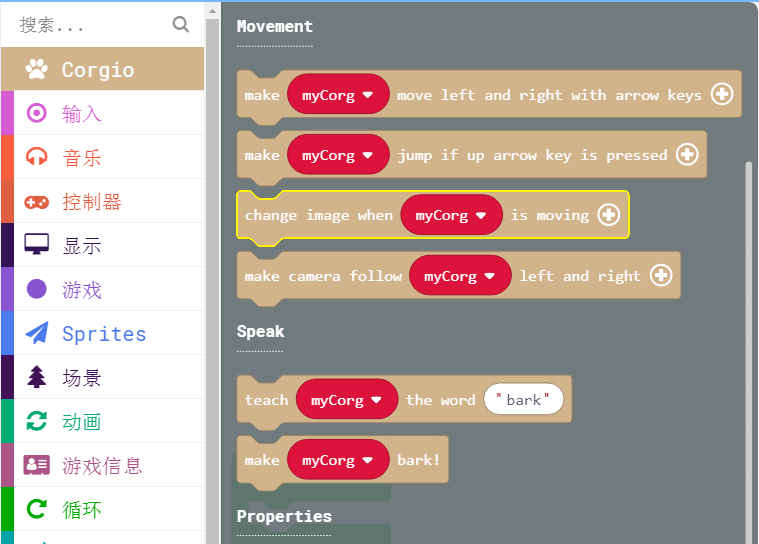 搜索...
Corgio
输入
音乐
控制器
显示
游戏
Sprites
场景
动画
游戏信息
循环
Movement
make myCorg move left and right with arrow keys
make myCorg jump if up arrow key is pressed
change image when myCorg is moving
make camera follow myCorg left and right
Speak
teach myCorg the word "bark"
make myCorg bark!
Properties